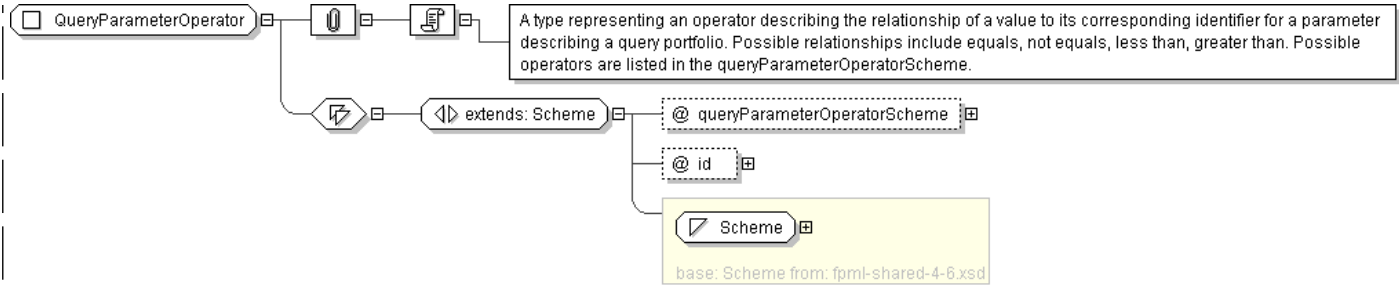 QueryParameterOperator
A type representing an operator describing the relationship of a value to its corresponding identifier for a parameter
describing a query portfolio. Possible relationships include equals, not equals, less than, greater than. Possible
operators are listed in the queryParameterOperatorScheme.
extends: Scheme
@ queryParameterOperatorScheme
@ id
Scheme
base: Scheme from: fpml-shared-4-6.xsd